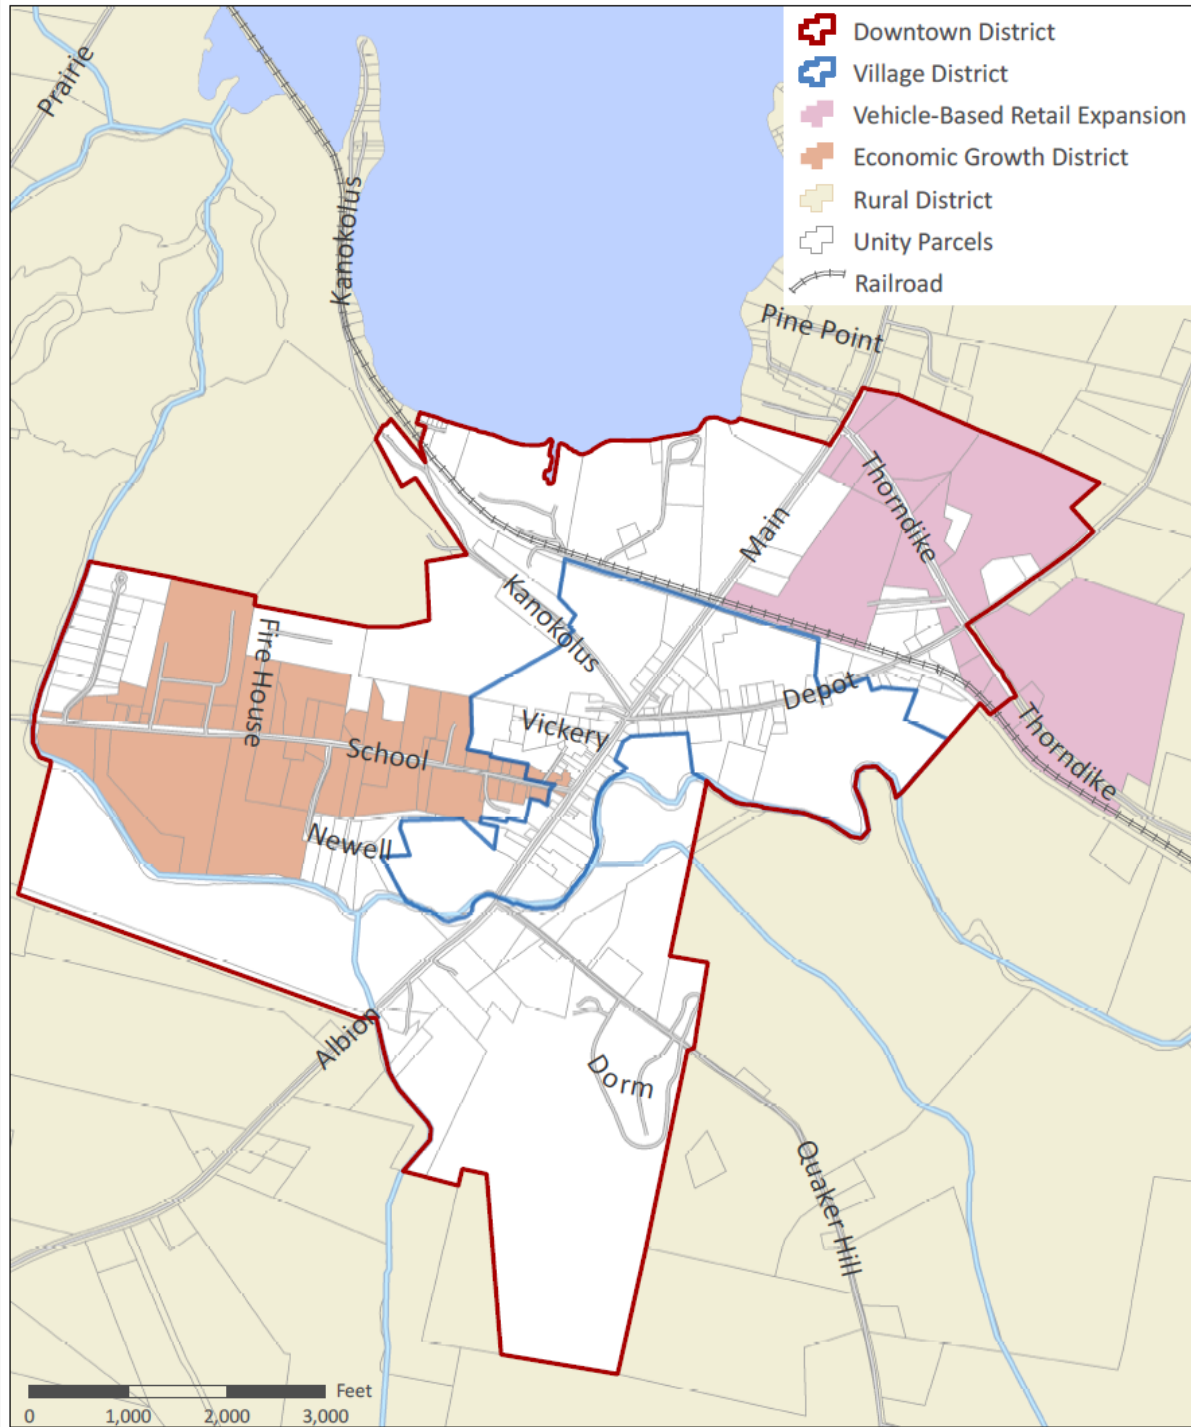 Downtown District
Village District
Vehicle-Based Retail Expansion
Economic Growth District
Rural District
Unity Parcels
Railroad
Prairie
Kanokolus
Pine Point
Thorndike
Main
Kanokolus
Fire House
Depot
Vickery
School
Thorndike
Newell
Albion
Dorm
Quaker Hill
Feet
0 1,000 2,000 3,000